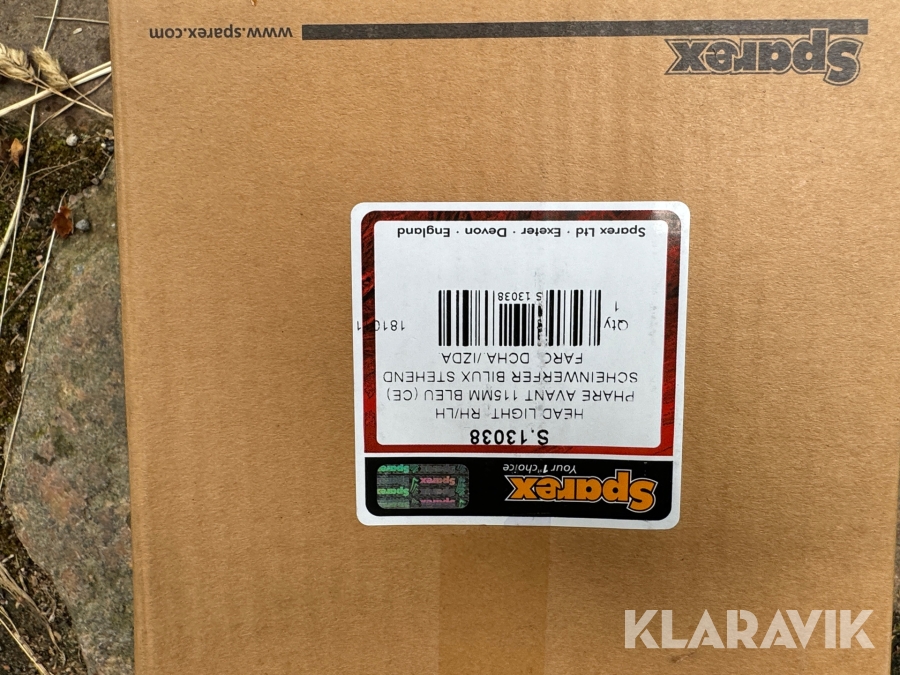 Sparex
Your 1st choice
Sparex
S.13038
HEAD LIGHT, RH/LH
PHARE AVANT 115MM BLEU (CE)
SCHEINWERFER BILUX STEHEND
FARO, DCHA /IZDA
Qty
1
S 13038
Sparex Ltd · Exeter · Devon · England
Sparex
www.sparex.com
KLARAVIK